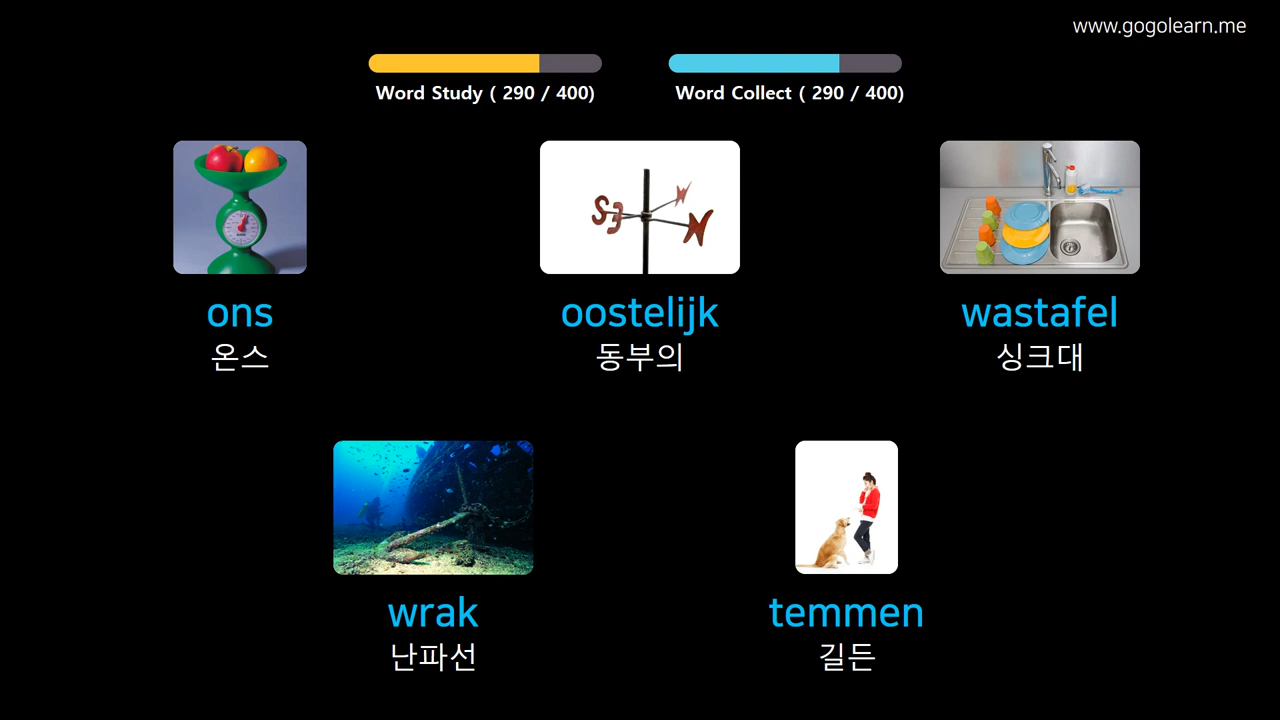 www.gogolearn.me
Word Study ( 290 / 400)
Word Collect ( 290 / 400)
ons
온스
oostelijk
동부의
wastafel
싱크대
wrak
난파선
temmen
길든